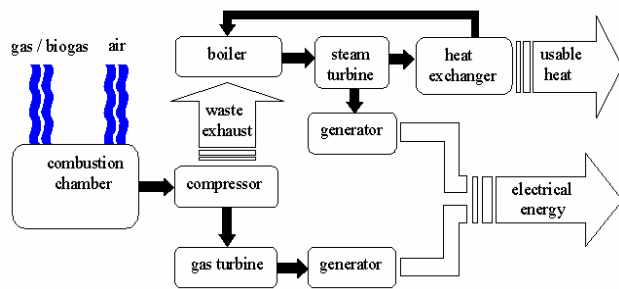 gas / biogas
air
boiler
steam
turbine
heat
exchanger
usable
heat
waste
exhaust
generator
combustion
chamber
compressor
electrical
energy
gas turbine
generator